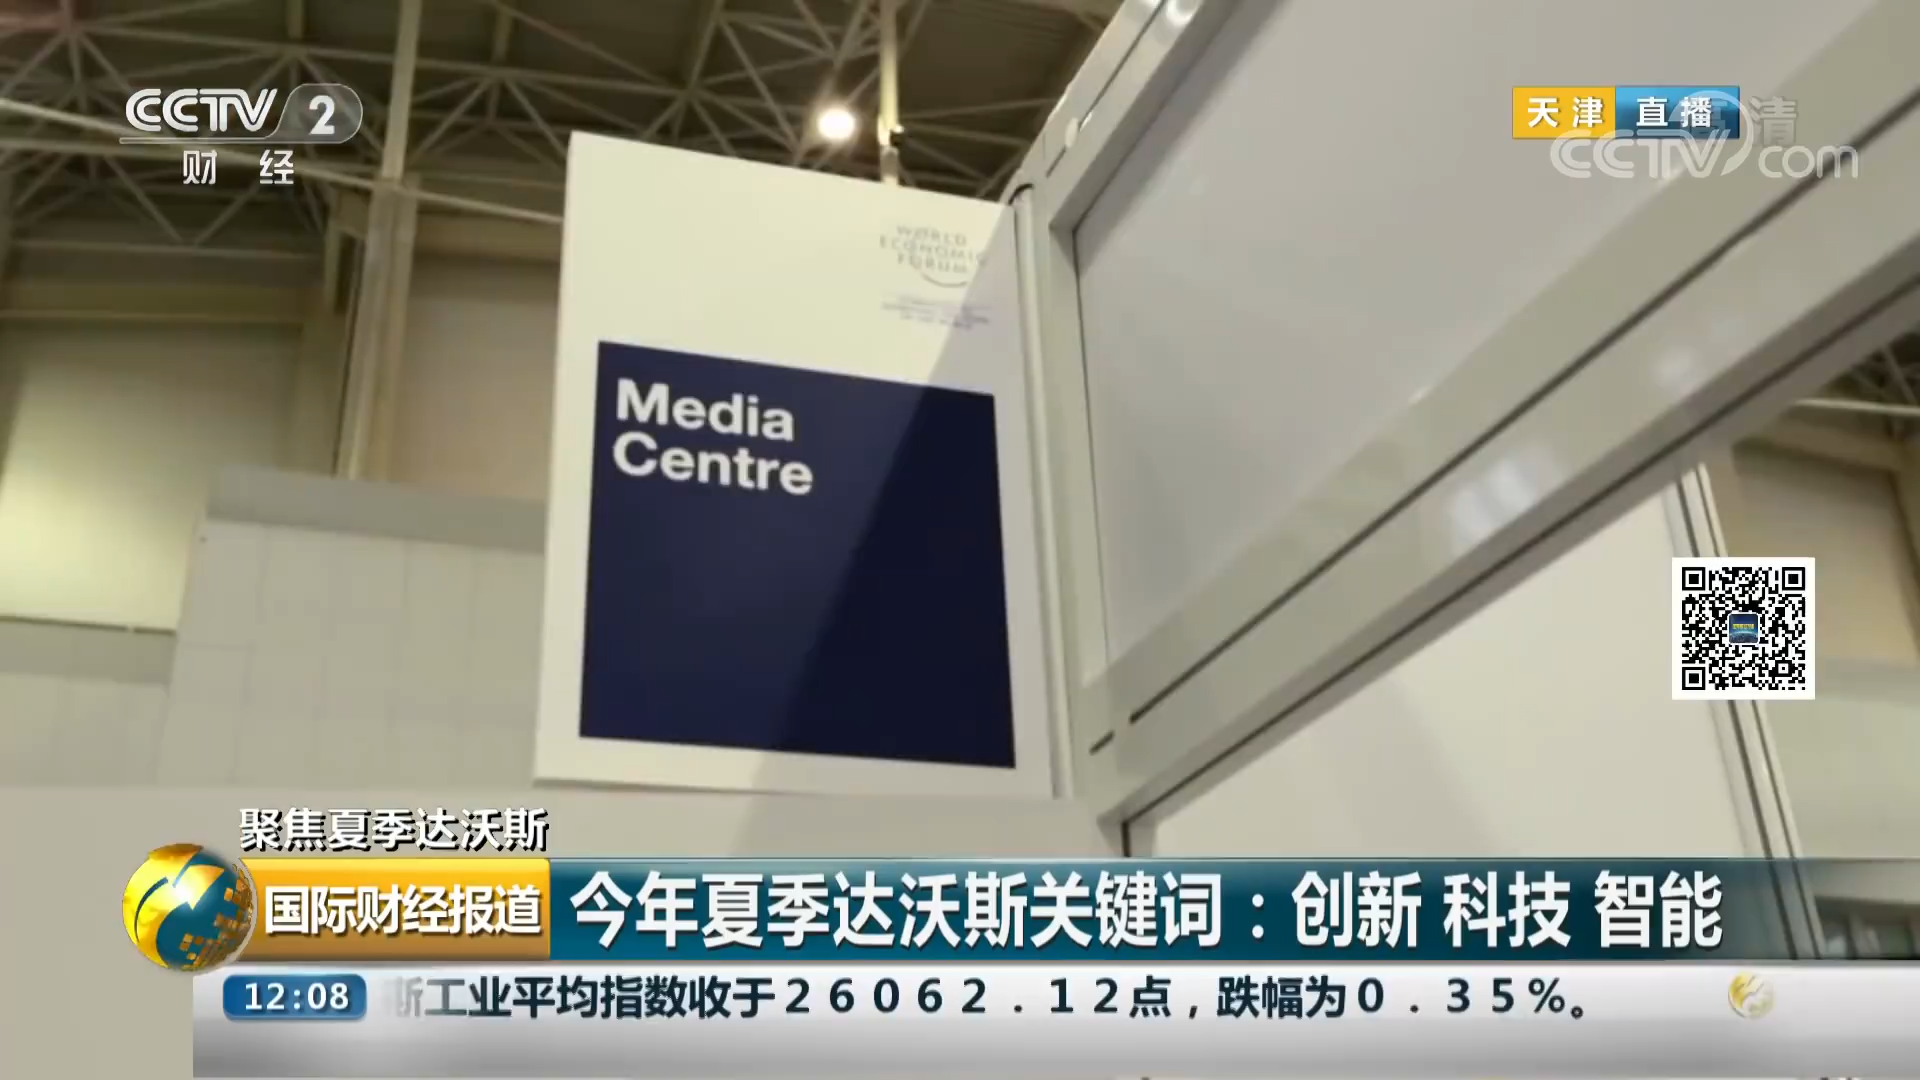 CCTV 2
财 经
天津 直播
高清
CCTV com
WORLD
ECONOMIC
FORUM
Media
Centre
聚焦夏季达沃斯
国际财经报道
今年夏季达沃斯关键词：创新 科技 智能
12:08
斯工业平均指数收于26062.12点，跌幅为0.35%。